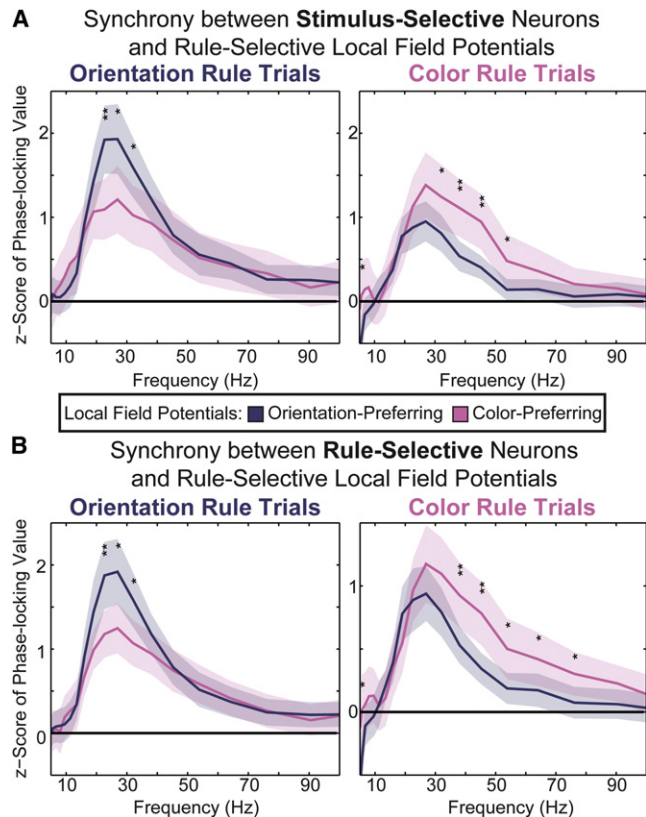 A
Synchrony between Stimulus-Selective Neurons
and Rule-Selective Local Field Potentials
Orientation Rule Trials
Color Rule Trials
z-Score of Phase-locking Value
2
1
0
10 30 50 70 90
Frequency (Hz)
2
1
0
10 30 50 70 90
Frequency (Hz)
** * *
* * ** ** *
Local Field Potentials: Orientation-Preferring Color-Preferring
B
Synchrony between Rule-Selective Neurons
and Rule-Selective Local Field Potentials
Orientation Rule Trials
Color Rule Trials
z-Score of Phase-locking Value
2
1
0
10 30 50 70 90
Frequency (Hz)
1
0
10 30 50 70 90
Frequency (Hz)
** * *
* ** ** * * *